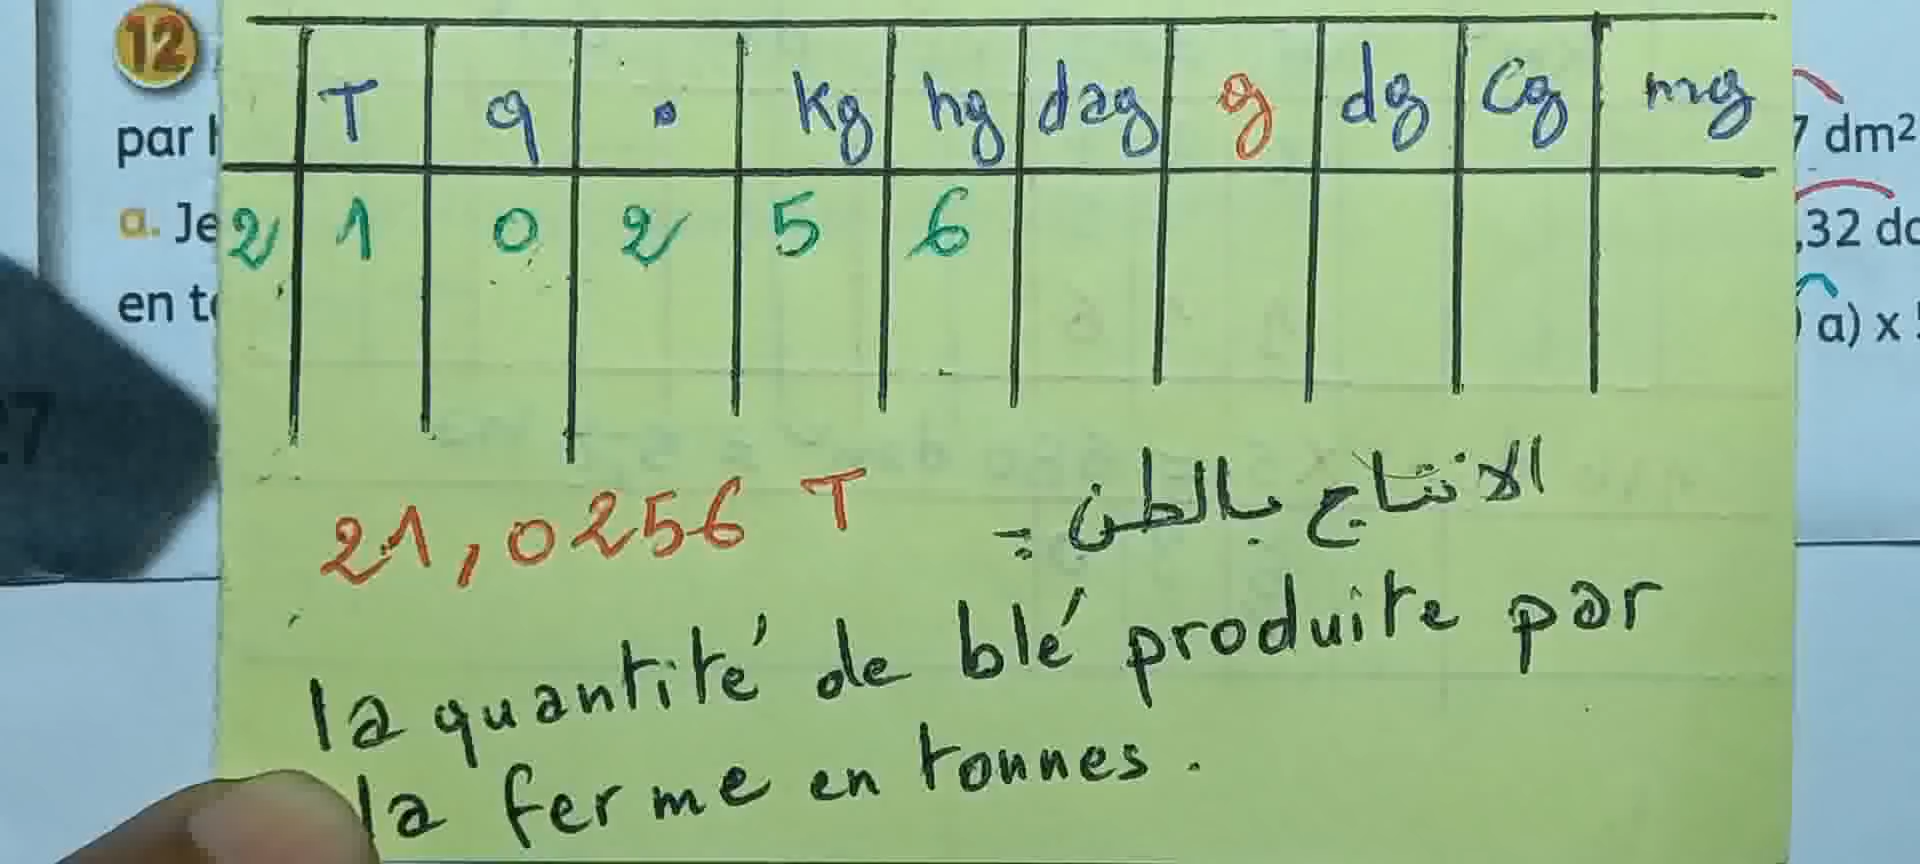 12
T q • kg hg dag g dg Cg mg
par
7 dm²
2 1 0 2 5 6
a. Je
,32
en
a) x
27
21,0256 T = الانتاج بالطن
la quantité de blé produite par
la ferme en tonnes.